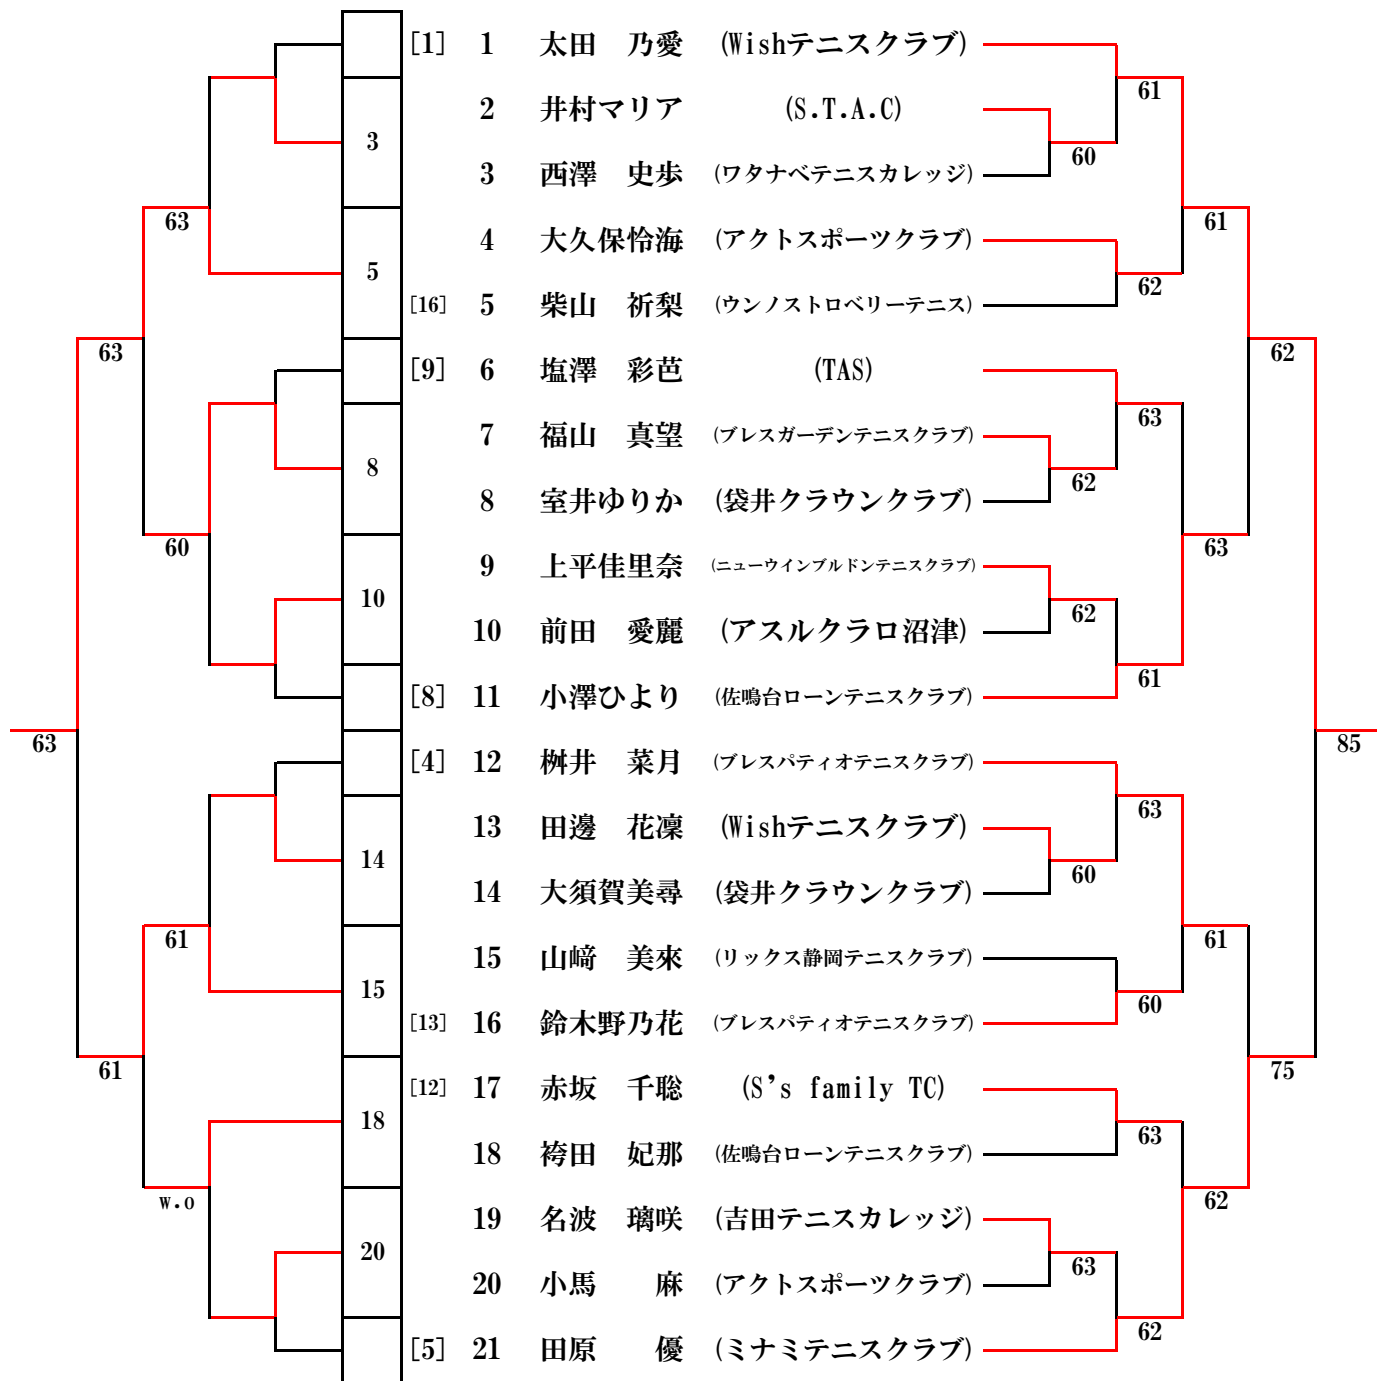 [1] 1 太田 乃愛 (Wishテニスクラブ)
61
2 井村マリア (S.T.A.C)
3
60
3 西澤 史歩 (ワタナベテニスカレッジ)
63
61
4 大久保怜海 (アクトスポーツクラブ)
5
62
[16] 5 柴山 祈梨 (ウンノストロベリーテニス)
63
62
[9] 6 塩澤 彩芭 (TAS)
63
7 福山 真望 (ブレスガーデンテニスクラブ)
8
62
8 室井ゆりか (袋井クラウンクラブ)
60
63
9 上平佳里奈 (ニューウインブルドンテニスクラブ)
10
62
10 前田 愛麗 (アスルクラロ沼津)
61
[8] 11 小澤ひより (佐鳴台ローンテニスクラブ)
63
85
[4] 12 桝井 菜月 (ブレスパティオテニスクラブ)
63
13 田邊 花凜 (Wishテニスクラブ)
14
60
14 大須賀美尋 (袋井クラウンクラブ)
61
61
15 山﨑 美來 (リックス静岡テニスクラブ)
15
60
[13] 16 鈴木野乃花 (ブレスパティオテニスクラブ)
61
75
[12] 17 赤坂 千聡 (S's family TC)
18
63
18 袴田 妃那 (佐鳴台ローンテニスクラブ)
w.o
62
19 名波 璃咲 (吉田テニスカレッジ)
20
63
20 小馬 麻 (アクトスポーツクラブ)
62
[5] 21 田原 優 (ミナミテニスクラブ)